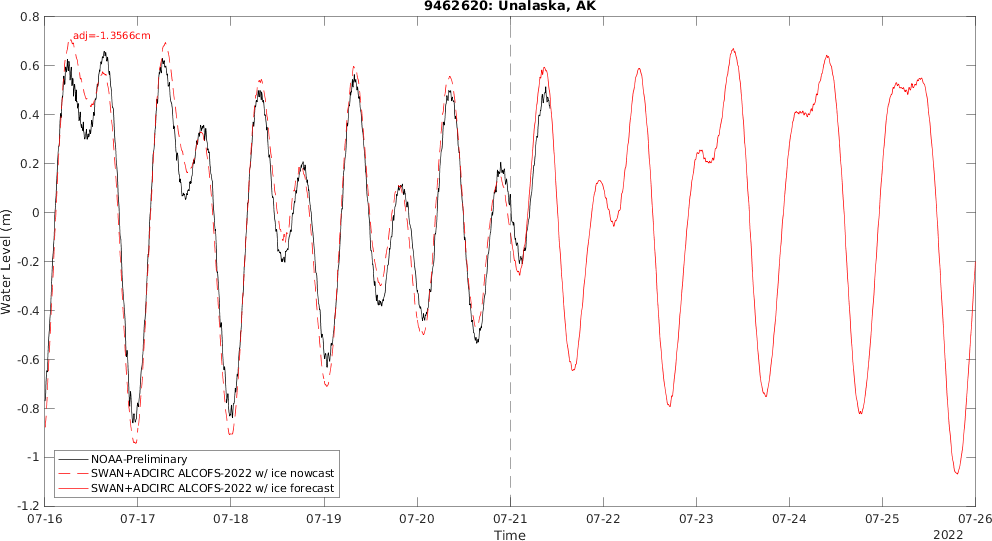 9462620: Unalaska, AK
adj=-1.3566cm
0.8
0.6
0.4
0.2
0
-0.2
-0.4
-0.6
-0.8
-1
-1.2
Water Level (m)
NOAA-Preliminary
SWAN+ADCIRC ALCOFS-2022 w/ ice nowcast
SWAN+ADCIRC ALCOFS-2022 w/ ice forecast
07-16 07-17 07-18 07-19 07-20 07-21 07-22 07-23 07-24 07-25 07-26
Time
2022